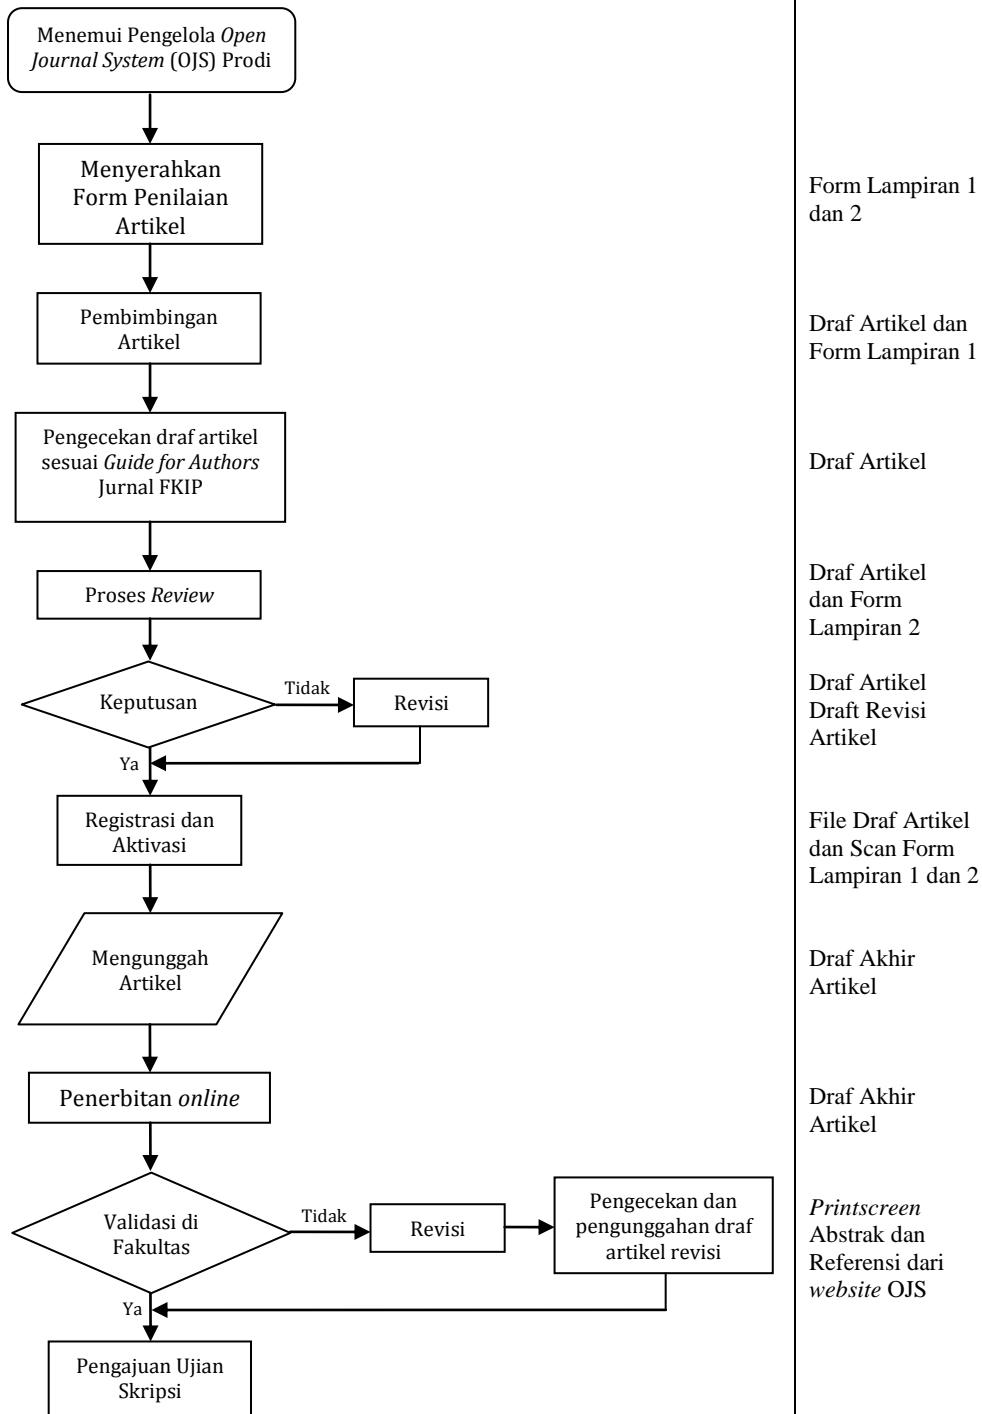 Menemui Pengelola Open
Journal System (OJS) Prodi
Menyerahkan
Form Penilaian
Artikel
Form Lampiran 1
dan 2
Pembimbingan
Artikel
Draf Artikel dan
Form Lampiran 1
Pengecekan draf artikel
sesuai Guide for Authors
Jurnal FKIP
Draf Artikel
Proses Review
Draf Artikel
dan Form
Lampiran 2
Keputusan
Tidak
Revisi
Ya
Draf Artikel
Draft Revisi
Artikel
Registrasi dan
Aktivasi
File Draf Artikel
dan Scan Form
Lampiran 1 dan 2
Mengunggah
Artikel
Draf Akhir
Artikel
Penerbitan online
Draf Akhir
Artikel
Validasi di
Fakultas
Tidak
Revisi
Pengecekan dan
pengunggahan draf
artikel revisi
Ya
Printscreen
Abstrak dan
Referensi dari
website OJS
Pengajuan Ujian
Skripsi